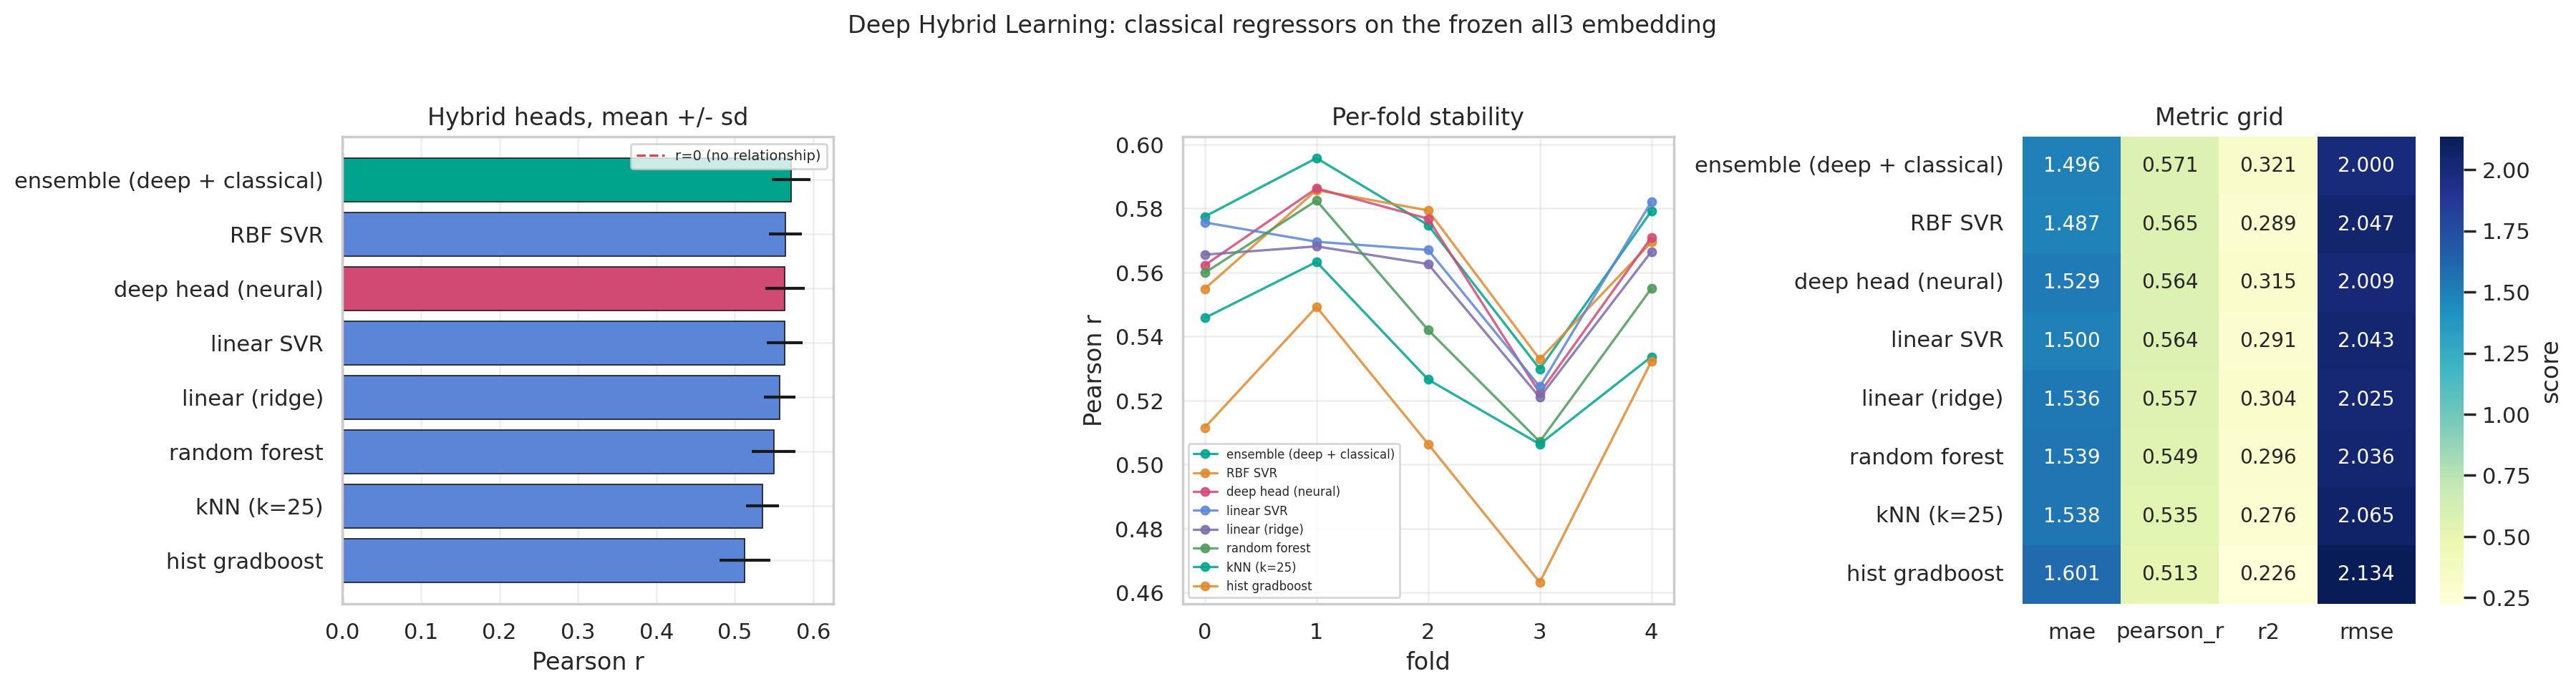 Deep Hybrid Learning: classical regressors on the frozen all3 embedding
Hybrid heads, mean +/- sd
r=0 (no relationship)
ensemble (deep + classical)
RBF SVR
deep head (neural)
linear SVR
linear (ridge)
random forest
kNN (k=25)
hist gradboost
0.0 0.1 0.2 0.3 0.4 0.5 0.6
Pearson r
Per-fold stability
Pearson r
0.60
0.58
0.56
0.54
0.52
0.50
0.48
0.46
ensemble (deep + classical)
RBF SVR
deep head (neural)
linear SVR
linear (ridge)
random forest
kNN (k=25)
hist gradboost
0 1 2 3 4
fold
Metric grid
ensemble (deep + classical) 1.496 0.571 0.321 2.000
RBF SVR 1.487 0.565 0.289 2.047
deep head (neural) 1.529 0.564 0.315 2.009
linear SVR 1.500 0.564 0.291 2.043
linear (ridge) 1.536 0.557 0.304 2.025
random forest 1.539 0.549 0.296 2.036
kNN (k=25) 1.538 0.535 0.276 2.065
hist gradboost 1.601 0.513 0.226 2.134
mae pearson_r r2 rmse
2.00
1.75
1.50
1.25
1.00
0.75
0.50
0.25
score